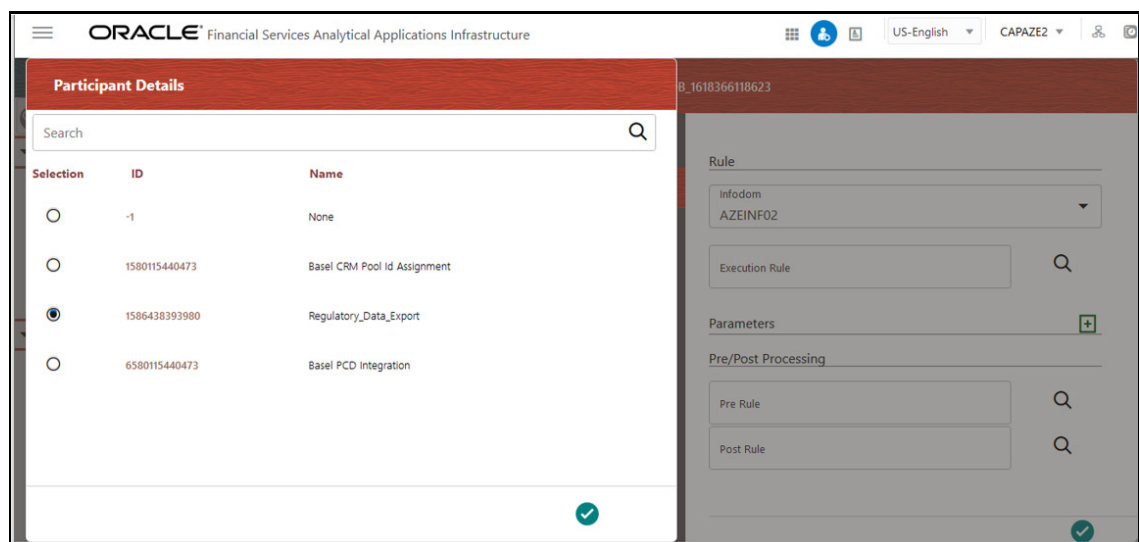 ORACLE® Financial Services Analytical Applications Infrastructure
US-English
CAPAZE2
Participant Details
B_1618366118623
Search
Selection ID Name
-1 None
1580115440473 Basel CRM Pool Id Assignment
1586438393980 Regulatory_Data_Export
6580115440473 Basel PCD Integration
Rule
Infodom
AZEINF02
Execution Rule
Parameters
Pre/Post Processing
Pre Rule
Post Rule